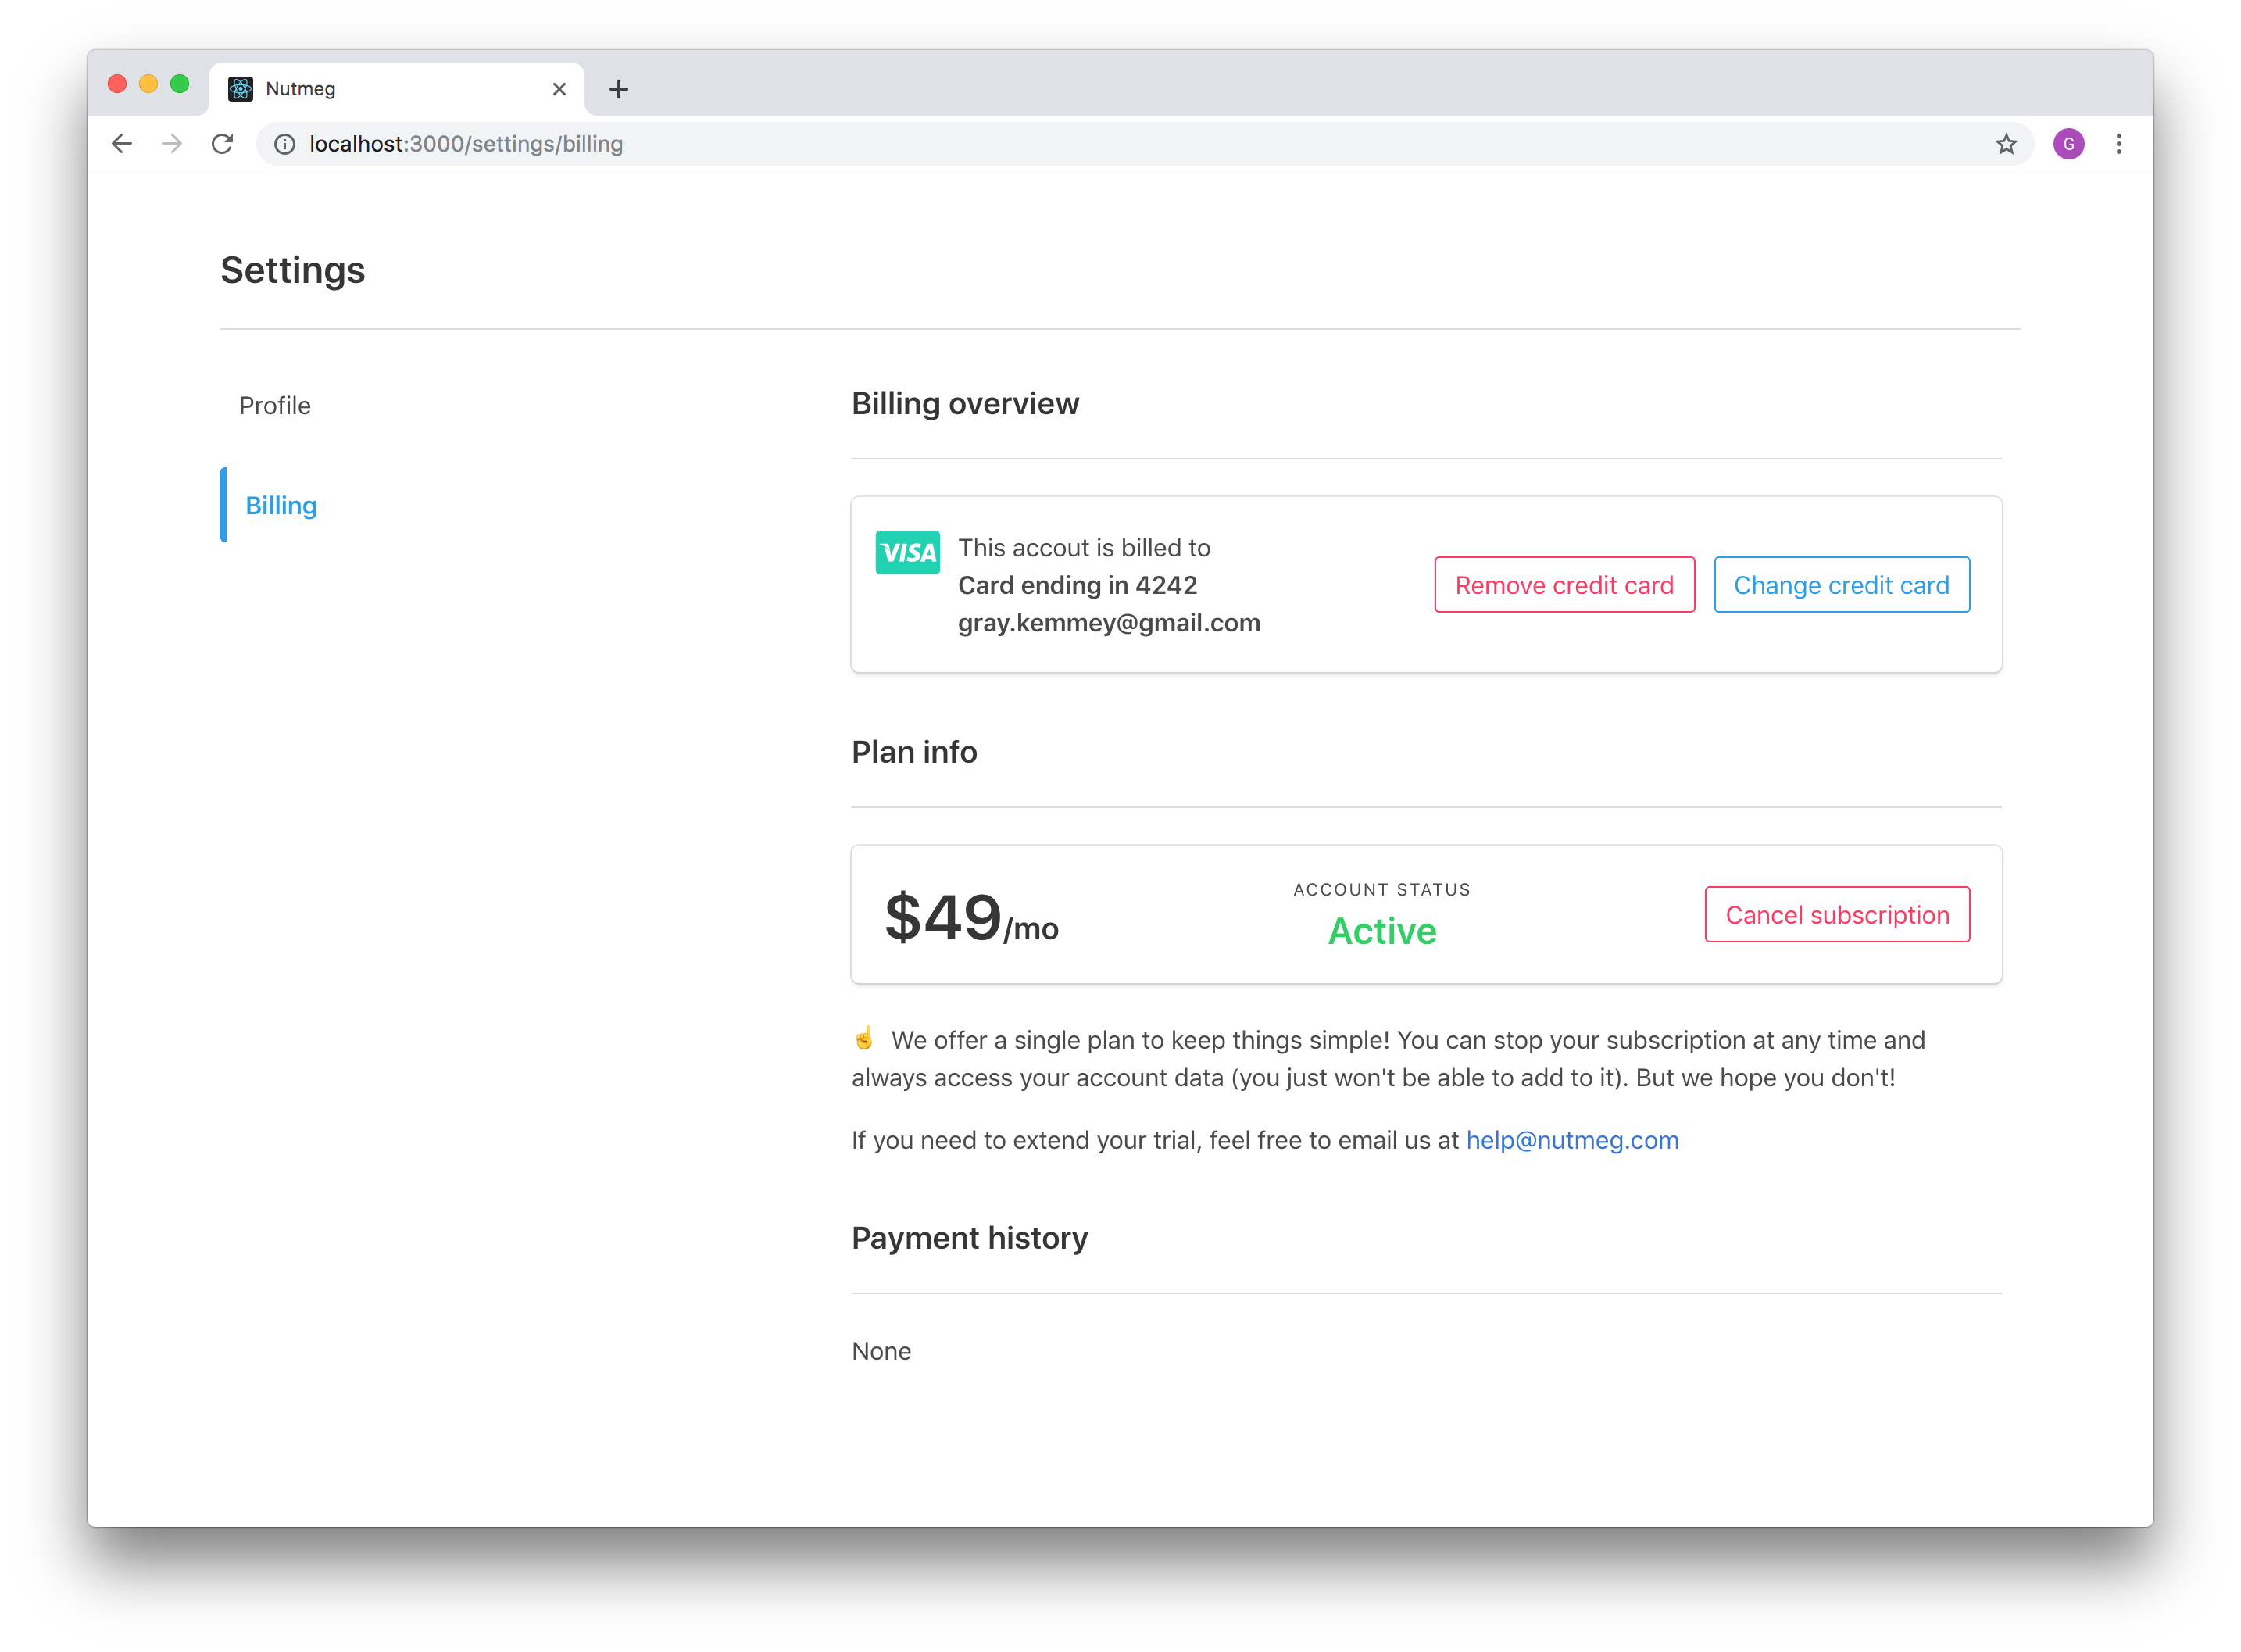 Nutmeg
localhost:3000/settings/billing
G
Settings
Profile
Billing
Billing overview
VISA
This accout is billed to
Card ending in 4242
gray.kemmey@gmail.com
Remove credit card
Change credit card
Plan info
$49/mo
ACCOUNT STATUS
Active
Cancel subscription
☝️ We offer a single plan to keep things simple! You can stop your subscription at any time and
always access your account data (you just won't be able to add to it). But we hope you don't!
If you need to extend your trial, feel free to email us at help@nutmeg.com
Payment history
None